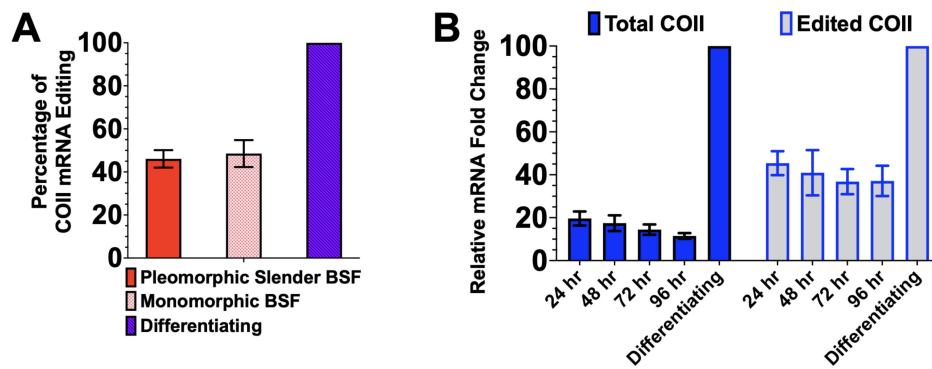 A
Percentage of
COII mRNA Editing
100
80
60
40
20
0
Pleomorphic Slender BSF
Monomorphic BSF
Differentiating
B
Total COII
Edited COII
Relative mRNA Fold Change
100
80
60
40
20
0
24 hr
48 hr
72 hr
96 hr
Differentiating
24 hr
48 hr
72 hr
96 hr
Differentiating